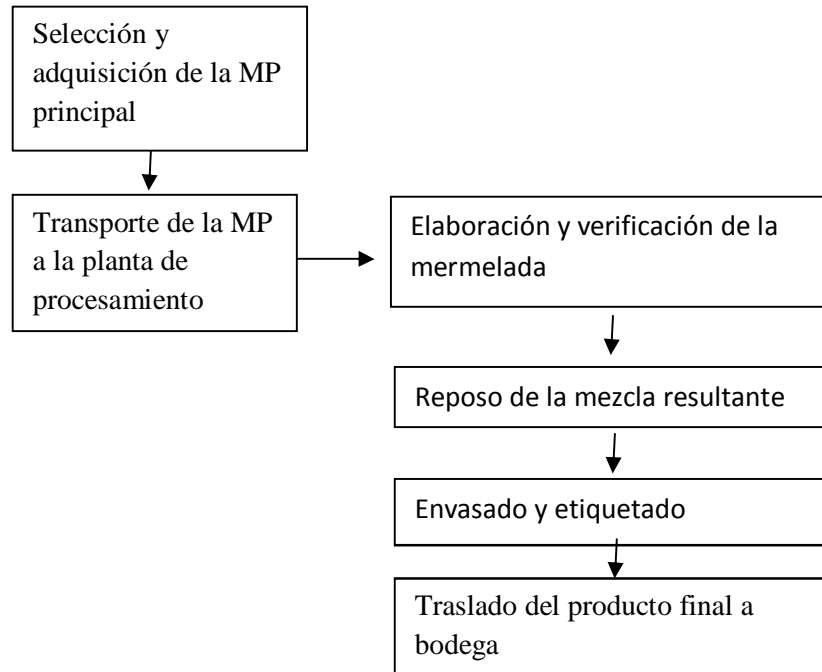 Selección y
adquisición de la MP
principal
Transporte de la MP
a la planta de
procesamiento
Elaboración y verificación de la
mermelada
Reposo de la mezcla resultante
Envasado y etiquetado
Traslado del producto final a
bodega